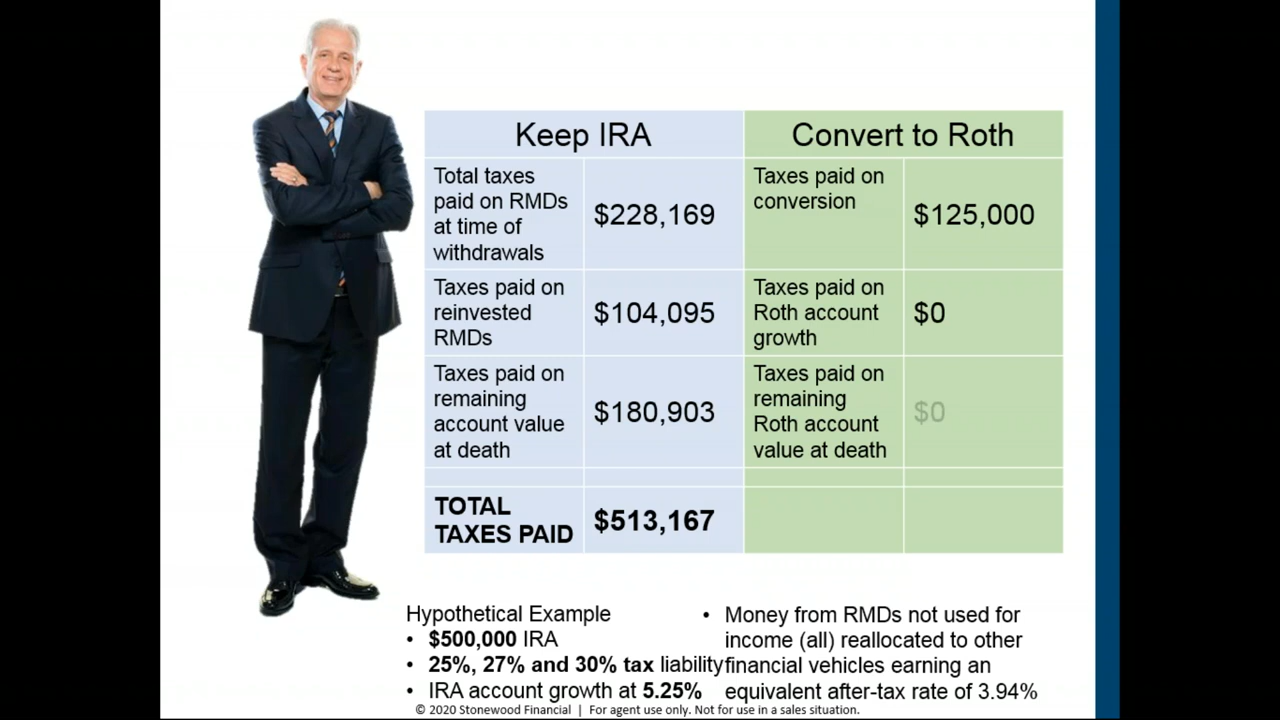 Keep IRA
Convert to Roth
Total taxes
paid on RMDs
at time of
withdrawals
$228,169
Taxes paid on
conversion
$125,000
Taxes paid on
reinvested
RMDs
$104,095
Taxes paid on
Roth account
growth
$0
Taxes paid on
remaining
account value
at death
$180,903
Taxes paid on
remaining
Roth account
value at death
$0
TOTAL
TAXES PAID
$513,167
Hypothetical Example
• $500,000 IRA
• 25%, 27% and 30% tax liability
• IRA account growth at 5.25%
• Money from RMDs not used for
income (all) reallocated to other
financial vehicles earning an
equivalent after-tax rate of 3.94%
© 2020 Stonewood Financial | For agent use only. Not for use in a sales situation.